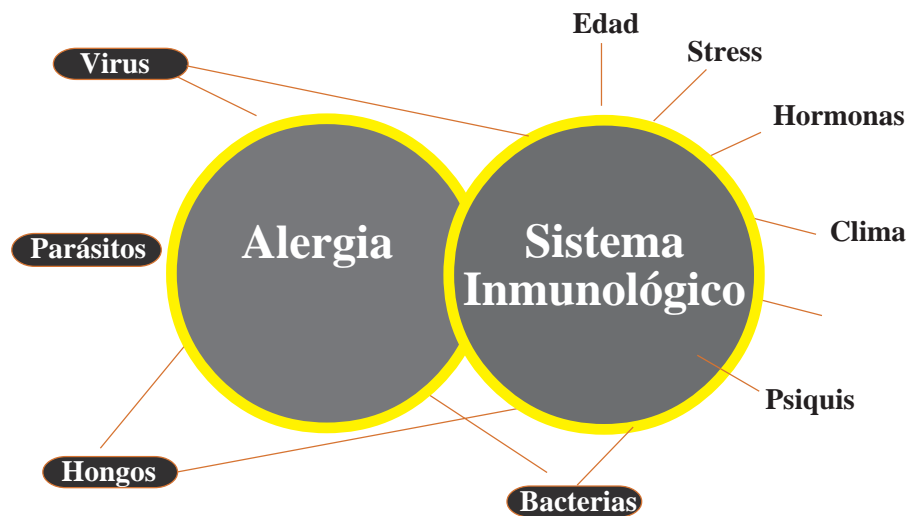 Edad
Virus
Stress
Hormonas
Alergia
Sistema
Inmunológico
Clima
Parásitos
Psiquis
Hongos
Bacterias